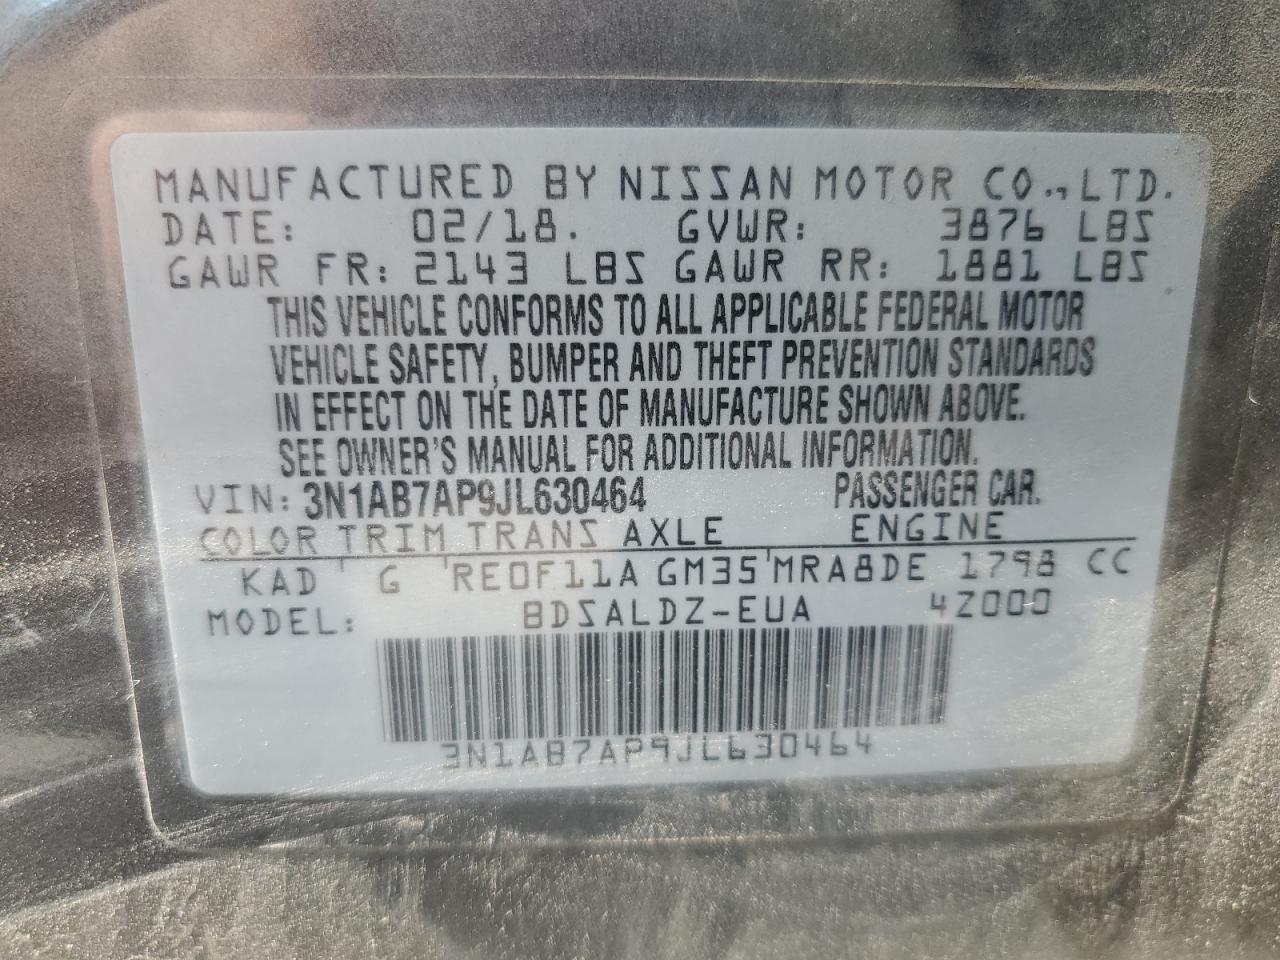 MANUFACTURED BY NISSAN MOTOR CO., LTD.
DATE: 02/18. GVWR: 3876 LBS
GAWR FR: 2143 LBS GAWR RR: 1881 LBS
THIS VEHICLE CONFORMS TO ALL APPLICABLE FEDERAL MOTOR
VEHICLE SAFETY, BUMPER AND THEFT PREVENTION STANDARDS
IN EFFECT ON THE DATE OF MANUFACTURE SHOWN ABOVE.
SEE OWNER'S MANUAL FOR ADDITIONAL INFORMATION.
VIN: 3N1AB7AP9JL630464 PASSENGER CAR.
COLOR TRIM TRANS AXLE ENGINE
KAD G RE0F11A GM35 MRA8DE 1798 CC
MODEL: BDSALDZ-EUA 4Z000
3N1AB7AP9JL630464